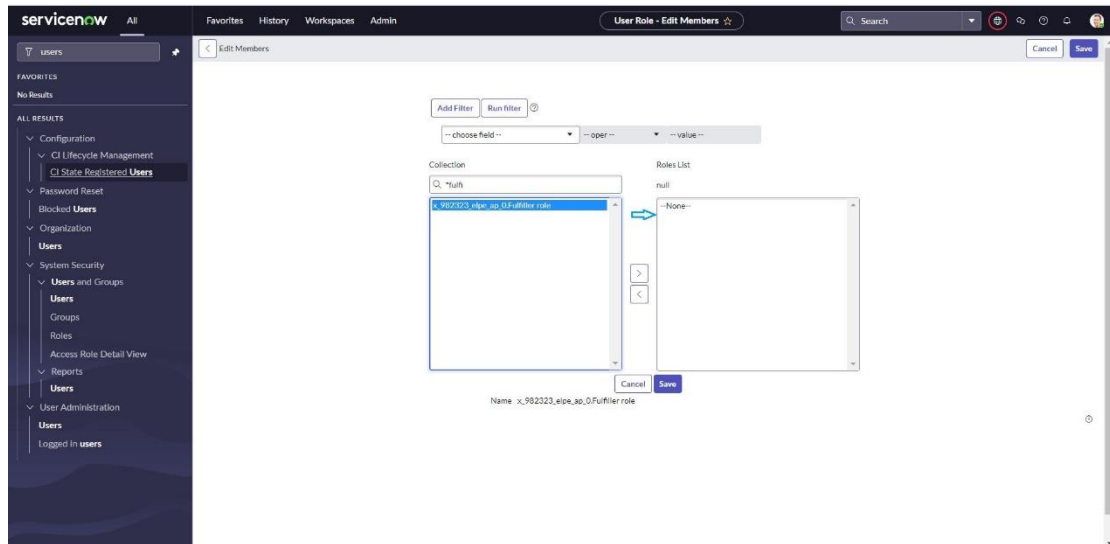 servicenow All Favorites History Workspaces Admin User Role - Edit Members ☆ Search
users
Edit Members Cancel Save
FAVORITES
No Results
ALL RESULTS
Configuration
CI Lifecycle Management
CI State Registered Users
Password Reset
Blocked Users
Organization
Users
System Security
Users and Groups
Users
Groups
Roles
Access Role Detail View
Reports
Users
User Administration
Users
Logged in users
Add Filter Run filter
-- choose field -- -- oper -- -- value --
Collection Roles List
*fulfi null
x_982323_elpe_ap_0.Fulfiller role --None--
>
<
Cancel Save
Name x_982323_elpe_ap_0.Fulfiller role